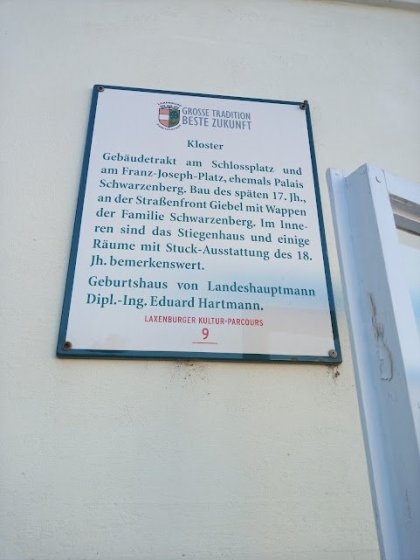 GROSSE TRADITION
BESTE ZUKUNFT
Kloster
Gebäudetrakt am Schlossplatz und
am Franz-Joseph-Platz, ehemals Palais
Schwarzenberg. Bau des späten 17. Jh.,
an der Straßenfront Giebel mit Wappen
der Familie Schwarzenberg. Im Inne-
ren sind das Stiegenhaus und einige
Räume mit Stuck-Ausstattung des 18.
Jh. bemerkenswert.
Geburtshaus von Landeshauptmann
Dipl.-Ing. Eduard Hartmann.
LAXENBURGER KULTUR-PARCOURS
9